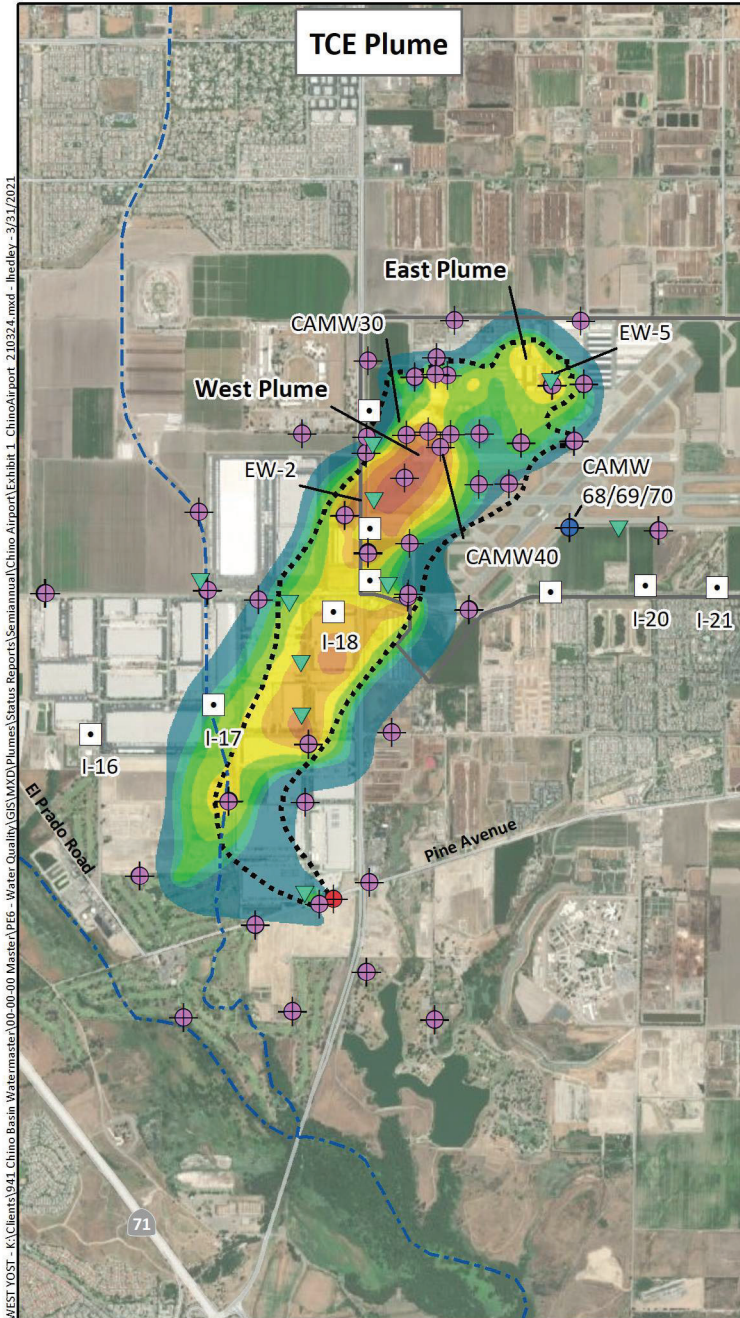 TCE Plume
East Plume
CAMW30
EW-5
West Plume
EW-2
CAMW
68/69/70
CAMW40
I-18
I-20
I-21
I-17
I-16
El Prado Road
Pine Avenue
71
WEST YOST - K:\Clients\941 Chino Basin Watermaster\00-00-00 Master\PE6 - Water Quality\GIS\MXD\Plumes\Status Reports\Semiannual\Chino Airport\Exhibit 1_ChinoAirport_210324.mxd - lhedley - 3/31/2021